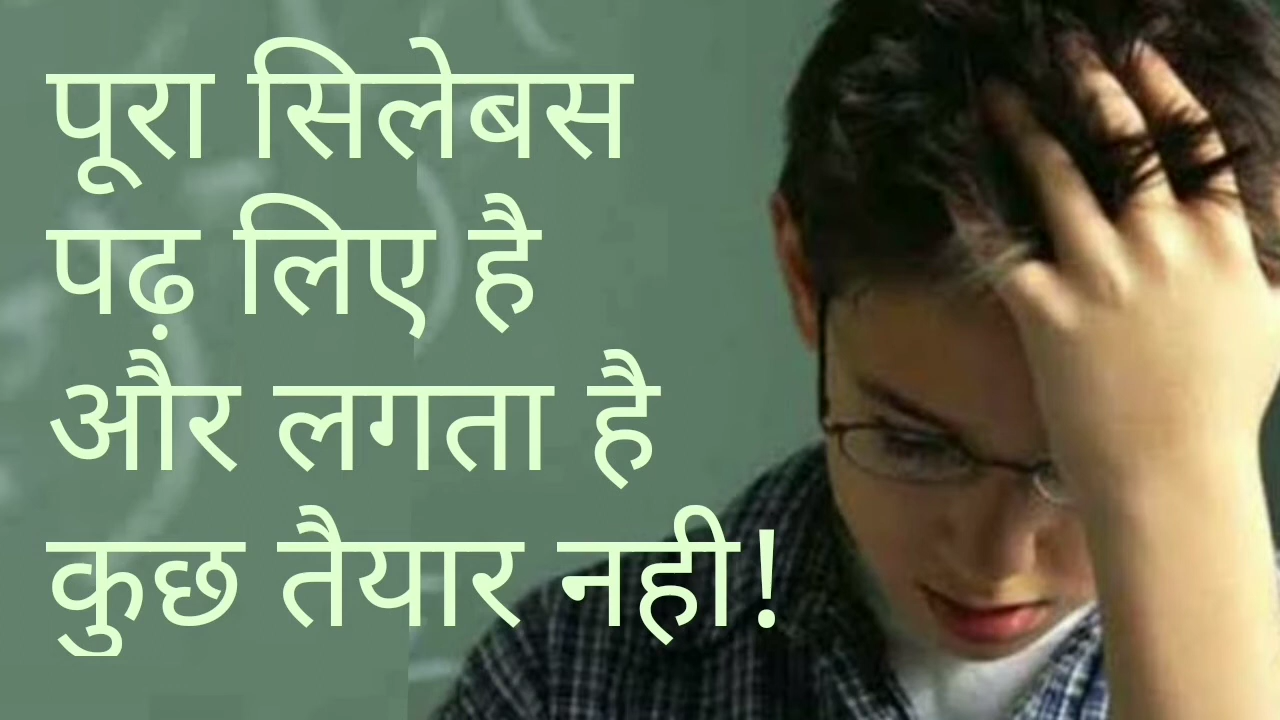 पूरा सिलेबस
पढ़ लिए है
और लगता है
कुछ तैयार नही!